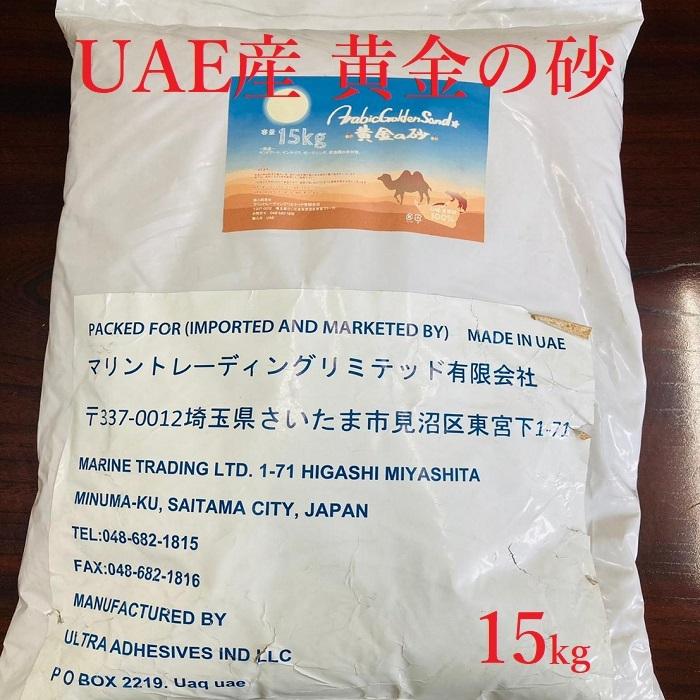 UAE産 黄金の砂
ArabicGoldenSand
容量 15kg
黄金の砂
100%
PACKED FOR (IMPORTED AND MARKETED BY) MADE IN UAE
マリントレーディングリミテッド有限会社
〒337-0012埼玉県さいたま市見沼区東宮下1-71
MARINE TRADING LTD. 1-71 HIGASHI MIYASHITA
MINUMA-KU, SAITAMA CITY, JAPAN
TEL:048-682-1815
FAX:048-682-1816
MANUFACTURED BY
ULTRA ADHESIVES IND LLC
P O BOX 2219. Uaq uae
15kg